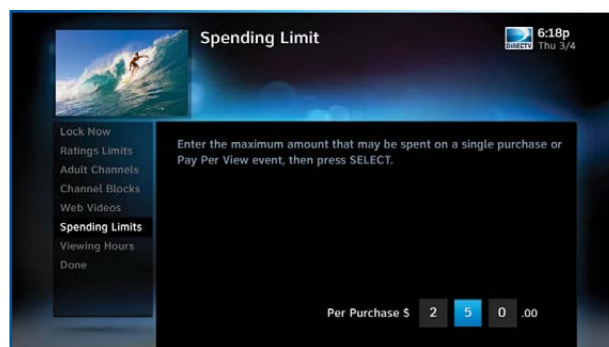 Spending Limit
DIRECTV
6:18p
Thu 3/4
Lock Now
Ratings Limits
Adult Channels
Channel Blocks
Web Videos
Spending Limits
Viewing Hours
Done
Enter the maximum amount that may be spent on a single purchase or
Pay Per View event, then press SELECT.
Per Purchase $ 2 5 0 .00